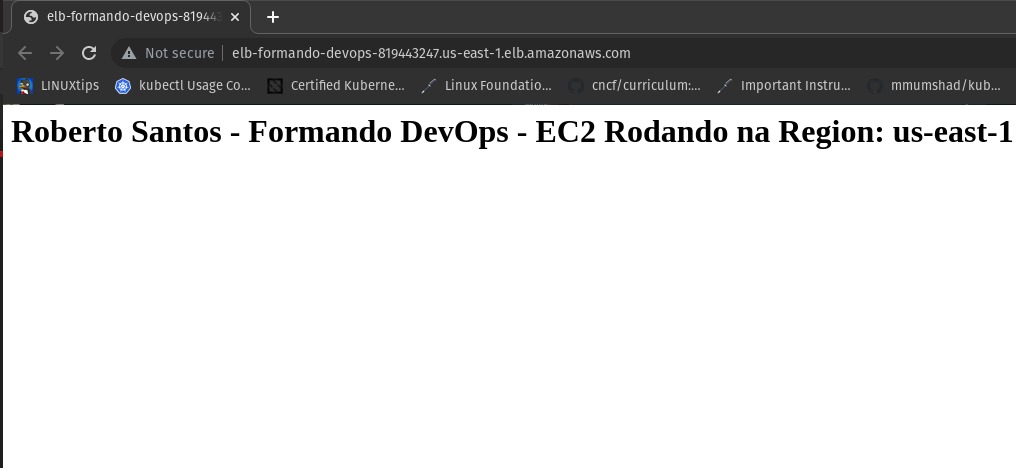 elb-formando-devops-819443
Not secure elb-formando-devops-819443247.us-east-1.elb.amazonaws.com
LINUXtips kubectl Usage Co... Certified Kuberne... Linux Foundatio... cncf/curriculum:... Important Instru... mmumshad/kub...
Roberto Santos - Formando DevOps - EC2 Rodando na Region: us-east-1